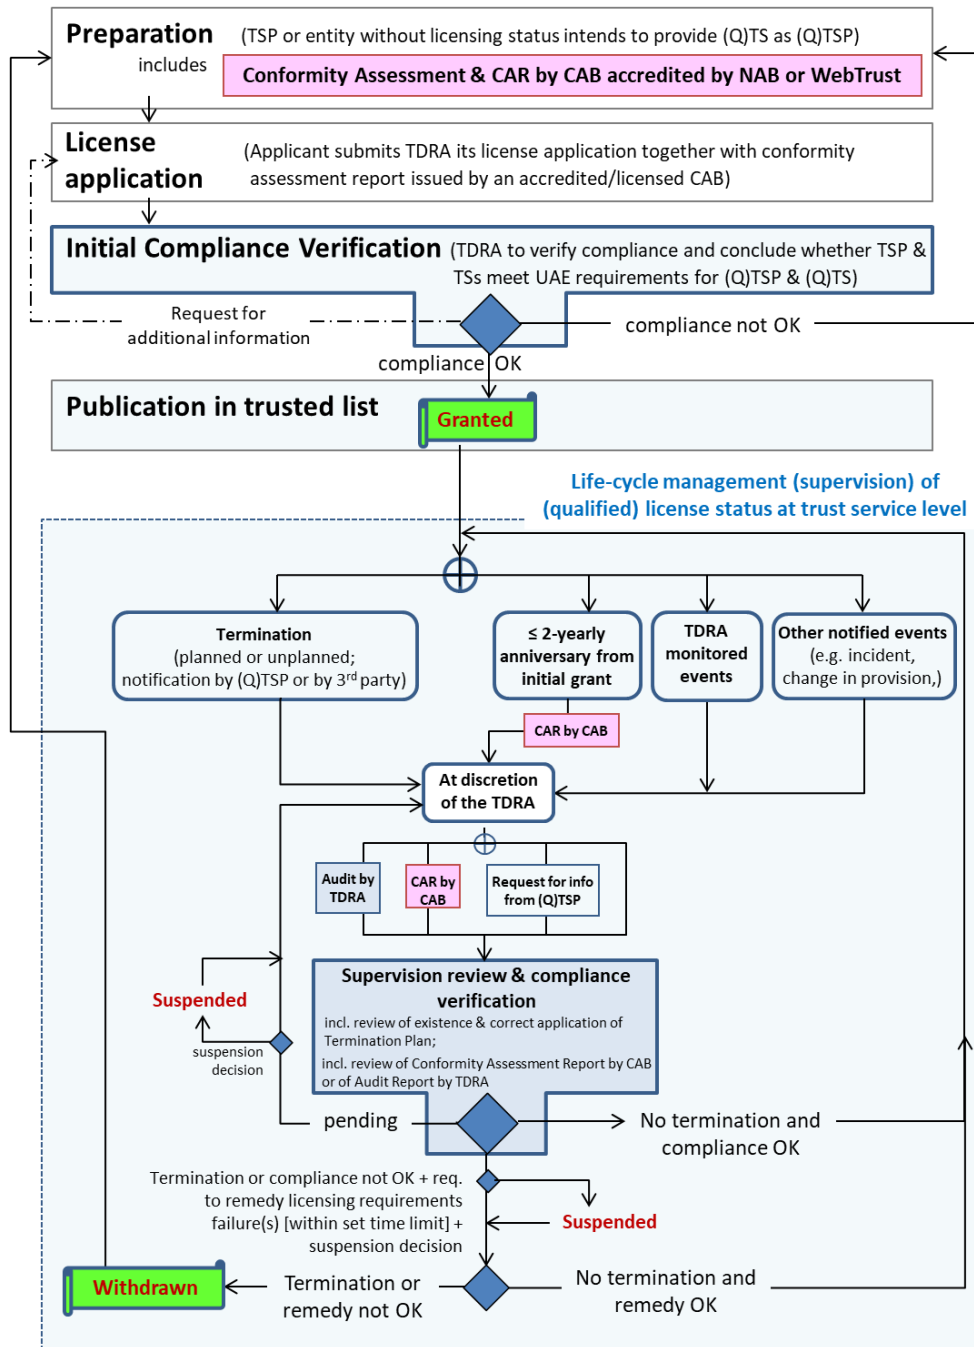 Preparation (TSP or entity without licensing status intends to provide (Q)TS as (Q)TSP)
includes
Conformity Assessment & CAR by CAB accredited by NAB or WebTrust
License
application
(Applicant submits TDRA its license application together with conformity
assessment report issued by an accredited/licensed CAB)
Initial Compliance Verification (TDRA to verify compliance and conclude whether TSP &
TSs meet UAE requirements for (Q)TSP & (Q)TS)
Request for
additional information
compliance not OK
compliance OK
Publication in trusted list
Granted
Life-cycle management (supervision) of
(qualified) license status at trust service level
Termination
(planned or unplanned;
notification by (Q)TSP or by 3rd party)
≤ 2-yearly
anniversary from
initial grant
TDRA
monitored
events
Other notified events
(e.g. incident,
change in provision,)
CAR by CAB
At discretion
of the TDRA
Audit by
TDRA
CAR by
CAB
Request for info
from (Q)TSP
Supervision review & compliance
verification
incl. review of existence & correct application of
Termination Plan;
incl. review of Conformity Assessment Report by CAB
or of Audit Report by TDRA
Suspended
suspension
decision
pending
No termination and
compliance OK
Termination or compliance not OK + req.
to remedy licensing requirements
failure(s) [within set time limit] +
suspension decision
Suspended
Withdrawn
Termination or
remedy not OK
No termination and
remedy OK